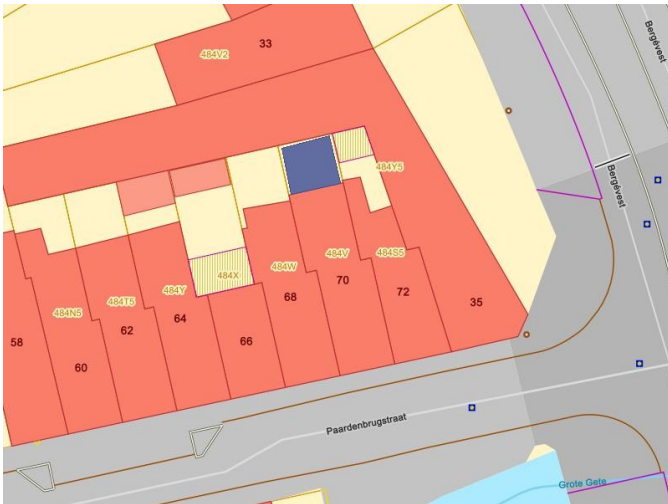 33
484V2
Bergévest
484Y5
Bergévest
484X
484W
484V
484S5
484Y
484T5
484N5
35
72
70
68
66
64
62
60
58
Paardenbrugstraat
Grote Gete